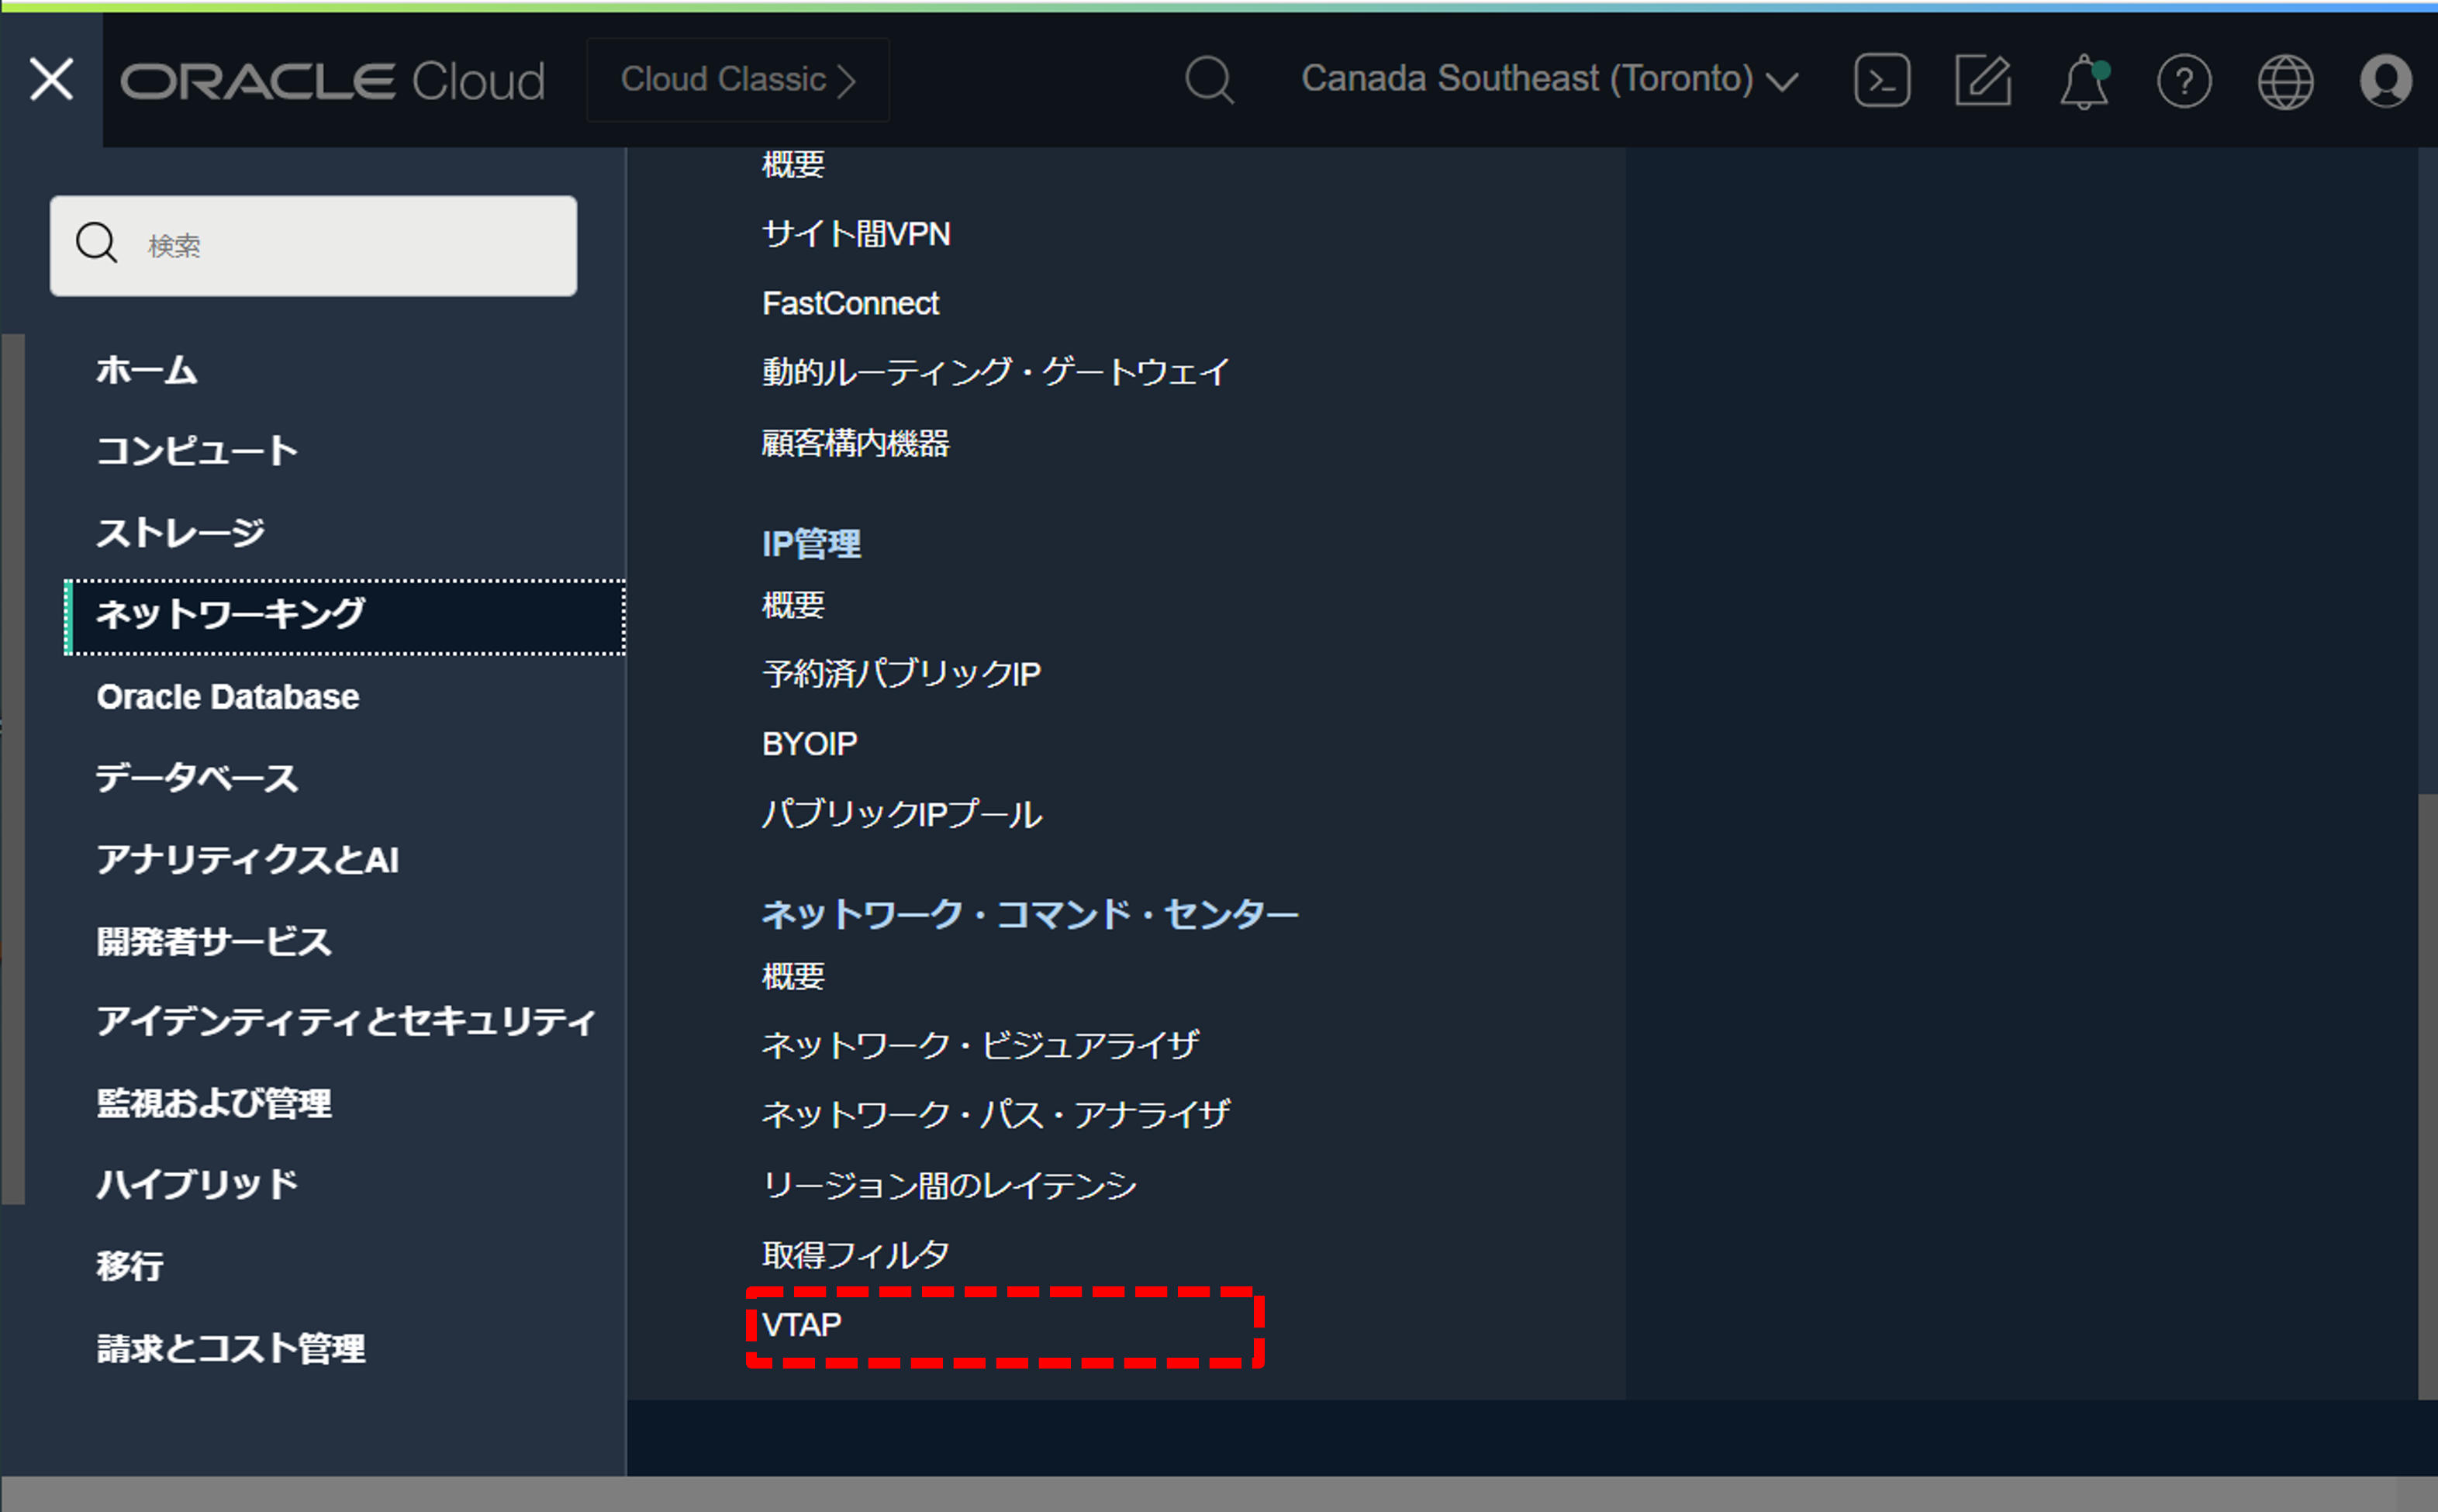 ORACLE Cloud
Cloud Classic
Canada Southeast (Toronto)
検索
ホーム
コンピュート
ストレージ
ネットワーキング
Oracle Database
データベース
アナリティクスとAI
開発者サービス
アイデンティティとセキュリティ
監視および管理
ハイブリッド
移行
請求とコスト管理
概要
サイト間VPN
FastConnect
動的ルーティング・ゲートウェイ
顧客構内機器
IP管理
概要
予約済パブリックIP
BYOIP
パブリックIPプール
ネットワーク・コマンド・センター
概要
ネットワーク・ビジュアライザ
ネットワーク・パス・アナライザ
リージョン間のレイテンシ
取得フィルタ
VTAP